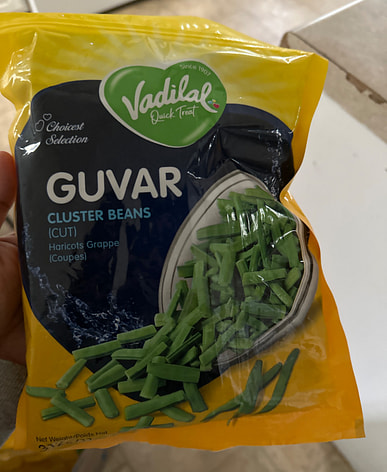 Since 1907
Vadilal
Quick Treat
Choicest
Selection
GUVAR
CLUSTER BEANS
(CUT)
Haricots Grappe
(Coupes)